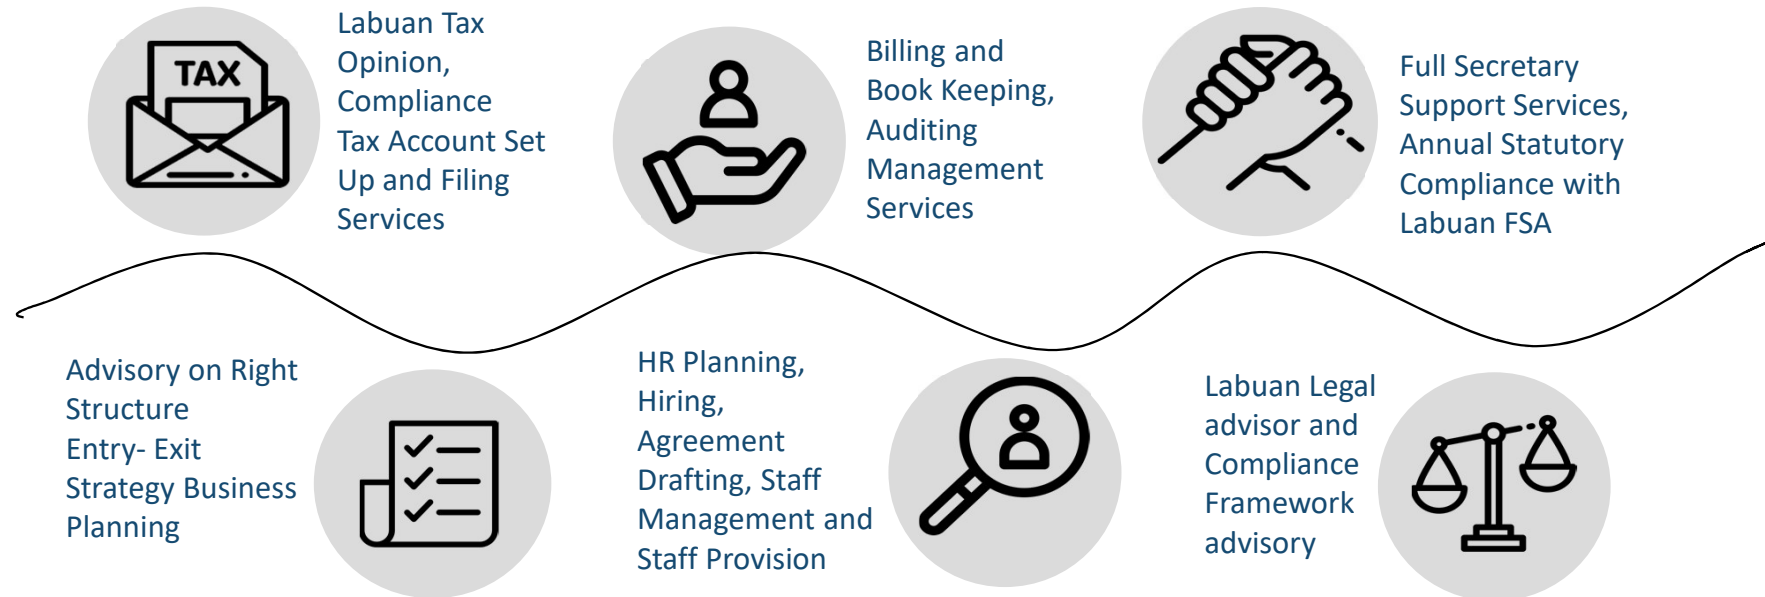 TAX
Labuan Tax
Opinion,
Compliance
Tax Account Set
Up and Filing
Services
Billing and
Book Keeping,
Auditing
Management
Services
Full Secretary
Support Services,
Annual Statutory
Compliance with
Labuan FSA
Advisory on Right
Structure
Entry- Exit
Strategy Business
Planning
HR Planning,
Hiring,
Agreement
Drafting, Staff
Management and
Staff Provision
Labuan Legal
advisor and
Compliance
Framework
advisory